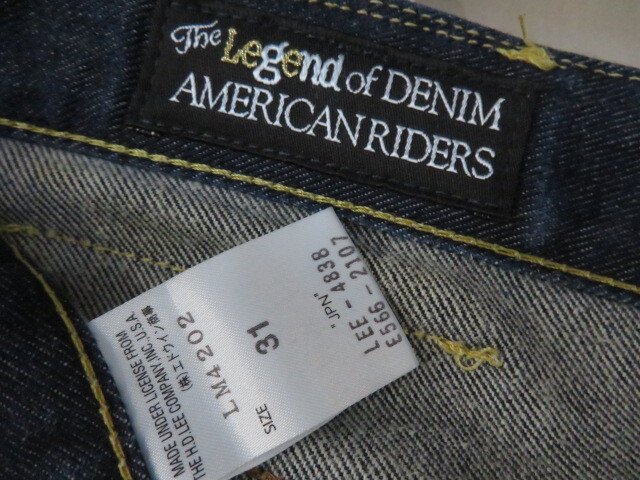 The Legend of DENIM
AMERICAN RIDERS
"JPN"
LEE-4838
E566-2107
SIZE 31
LM4202
(株)エドウイン商事
MADE UNDER LICENSE FROM
THE H.D.LEE COMPANY, INC. U.S.A.